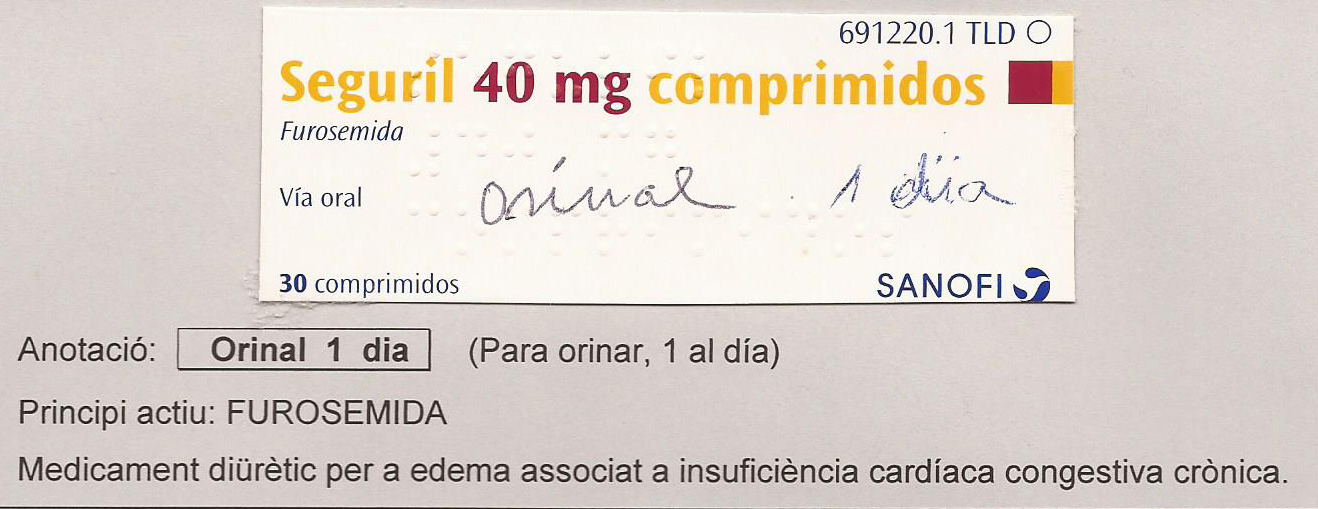 691220.1 TLD
Seguril 40 mg comprimidos
Furosemida
Vía oral orinal 1 dïa
30 comprimidos SANOFI
Anotació: Orinal 1 dia (Para orinar, 1 al día)
Principi actiu: FUROSEMIDA
Medicament diürètic per a edema associat a insuficiència cardíaca congestiva crònica.